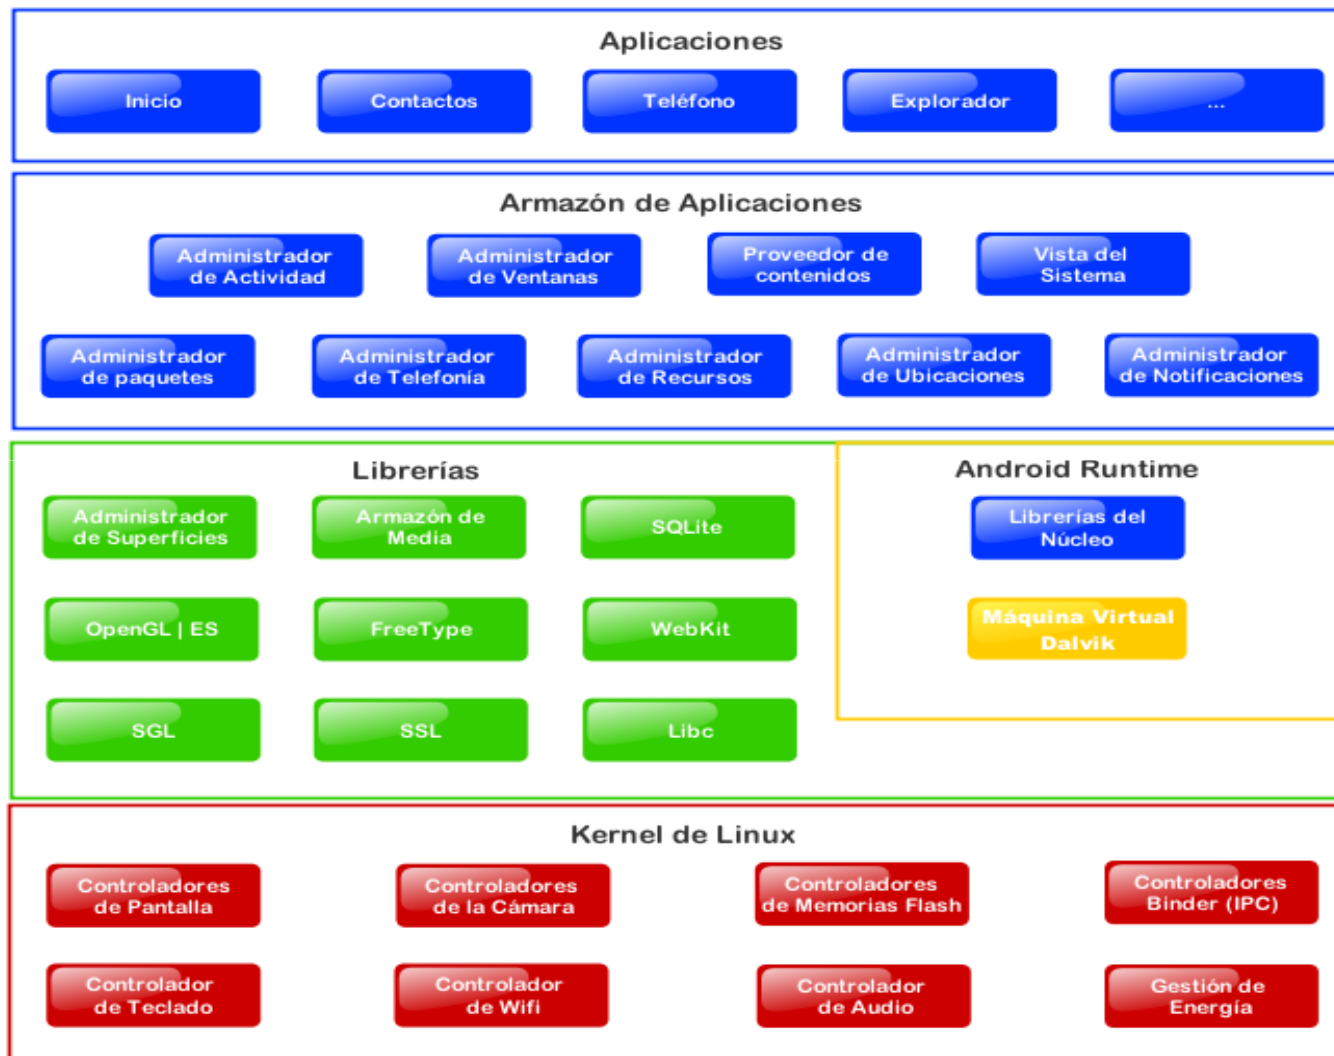 Aplicaciones
Inicio
Contactos
Teléfono
Explorador
...
Armazón de Aplicaciones
Administrador
de Actividad
Administrador
de Ventanas
Proveedor de
contenidos
Vista del
Sistema
Administrador
de paquetes
Administrador
de Telefonía
Administrador
de Recursos
Administrador
de Ubicaciones
Administrador
de Notificaciones
Librerías
Administrador
de Superficies
Armazón de
Media
SQLite
OpenGL | ES
FreeType
WebKit
SGL
SSL
Libc
Android Runtime
Librerías del
Núcleo
Máquina Virtual
Dalvik
Kernel de Linux
Controladores
de Pantalla
Controladores
de la Cámara
Controladores
de Memorias Flash
Controladores
Binder (IPC)
Controlador
de Teclado
Controlador
de Wifi
Controlador
de Audio
Gestión de
Energía